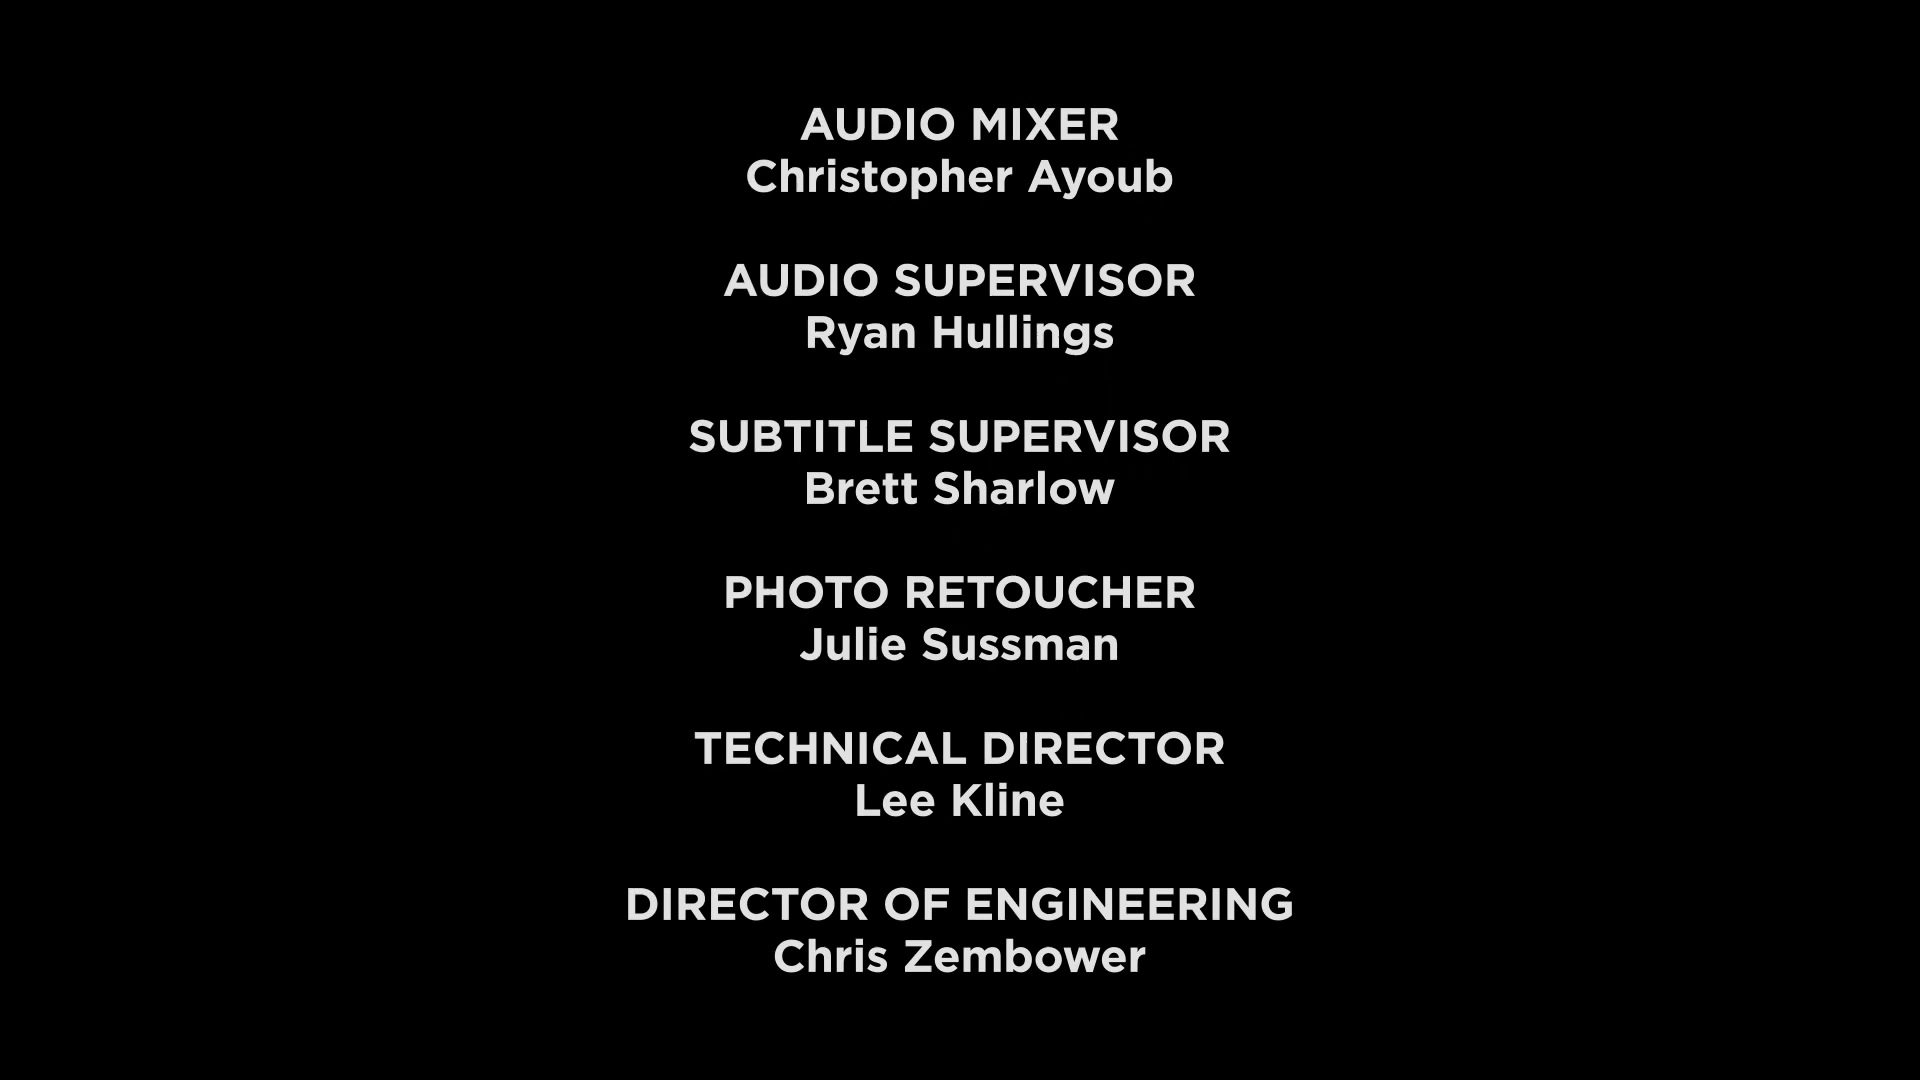 AUDIO MIXER
Christopher Ayoub
AUDIO SUPERVISOR
Ryan Hullings
SUBTITLE SUPERVISOR
Brett Sharlow
PHOTO RETOUCHER
Julie Sussman
TECHNICAL DIRECTOR
Lee Kline
DIRECTOR OF ENGINEERING
Chris Zembower